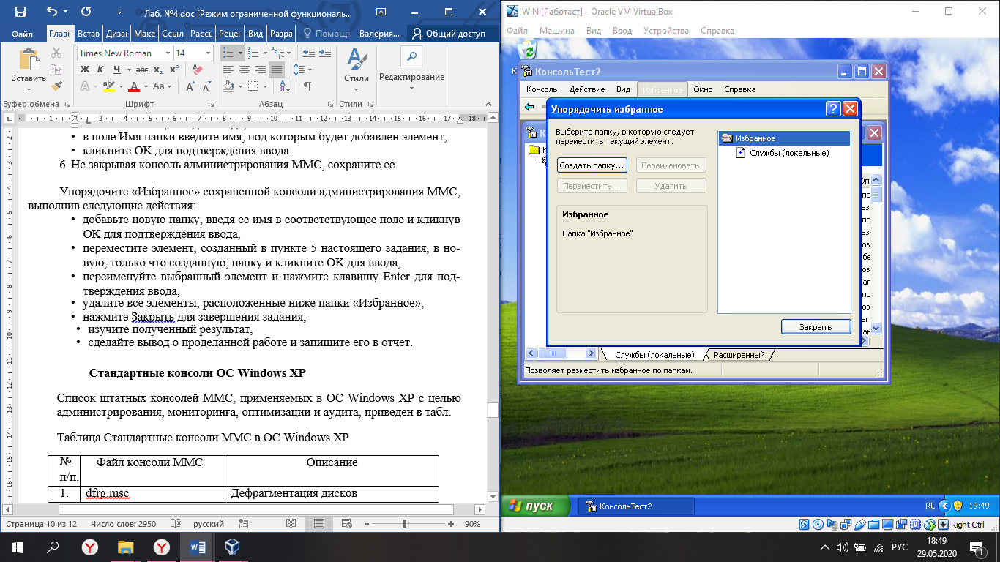 Лаб. №4.doc [Режим ограниченной функциональ...
Файл Главн Встав Дизай Маке Ссыл Рассы Рецен Вид Разра Помощн Валерия... Общий доступ
Times New Roman 14
Вставить
Ж К Ч abc x₂ x²
Стили
Редактирование
Буфер обмена Шрифт Абзац Стили
• в поле Имя папки введите имя, под которым будет добавлен элемент,
• кликните OK для подтверждения ввода.
6. Не закрывая консоль администрирования ММС, сохраните ее.
Упорядочите «Избранное» сохраненной консоли администрирования ММС,
выполнив следующие действия:
• добавьте новую папку, введя ее имя в соответствующее поле и кликнув
OK для подтверждения ввода,
• переместите элемент, созданный в пункте 5 настоящего задания, в но-
вую, только что созданную, папку и кликните OK для ввода,
• переименуйте выбранный элемент и нажмите клавишу Enter для под-
тверждения ввода,
• удалите все элементы, расположенные ниже папки «Избранное»,
• нажмите Закрыть для завершения задания,
• изучите полученный результат,
• сделайте вывод о проделанной работе и запишите его в отчет.
Стандартные консоли ОС Windows XP
Список штатных консолей ММС, применяемых в ОС Windows XP с целью
администрирования, мониторинга, оптимизации и аудита, приведен в табл.
Таблица Стандартные консоли ММС в ОС Windows XP
№ п/п. Файл консоли ММС Описание
1. dfrg.msc Дефрагментация дисков
Страница 10 из 12 Число слов: 2950 русский 90%
WIN [Работает] - Oracle VM VirtualBox
Файл Машина Вид Ввод Устройства Справка
КонсольТест2
Консоль Действие Вид Избранное Окно Справка
Упорядочить избранное
Выберите папку, в которую следует
переместить текущий элемент.
Создать папку... Переименовать
Переместить... Удалить
Избранное
Папка "Избранное"
Избранное
Службы (локальные)
Закрыть
Службы (локальные) Расширенный
Позволяет разместить избранное по папкам.
пуск КонсольТест2 RL 19:49
Right Ctrl
РУС 18:49
29.05.2020